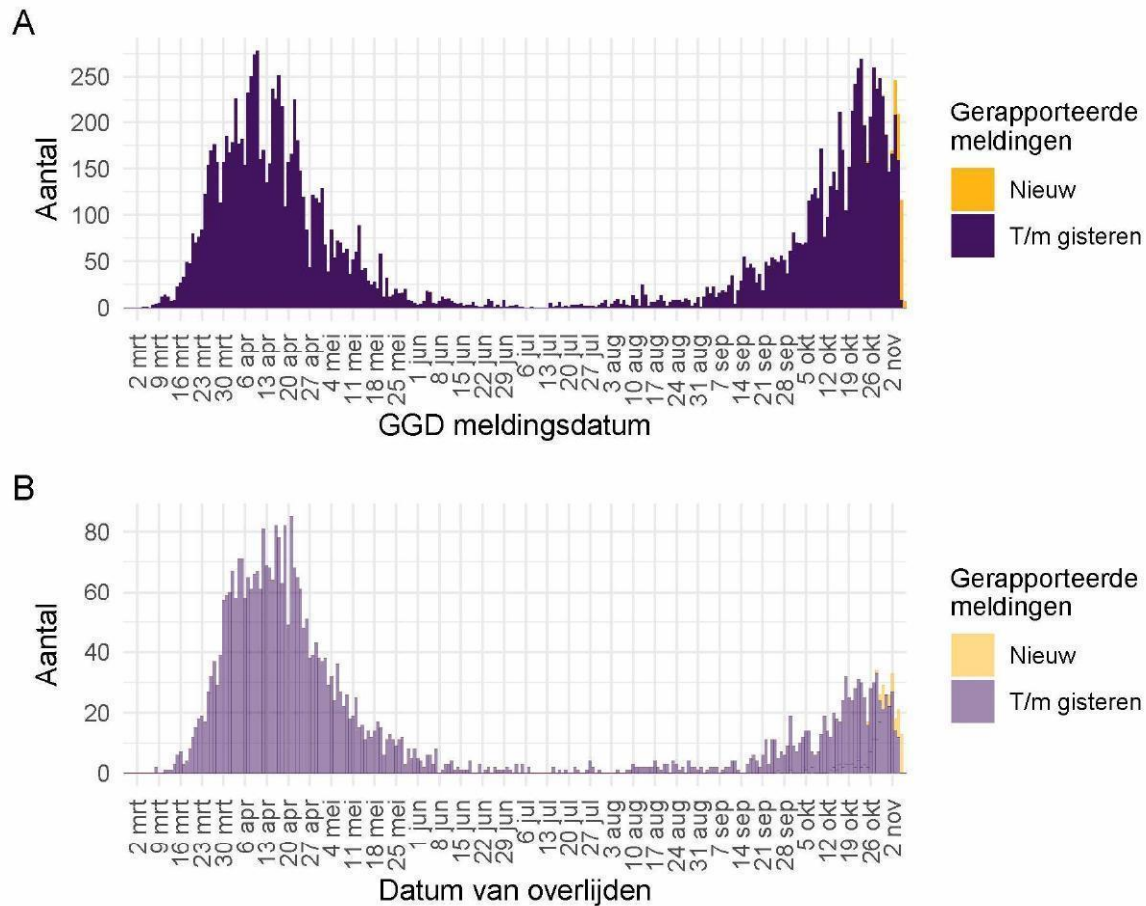 A
Aantal
250
200
150
100
50
0
2 mrt
9 mrt
16 mrt
23 mrt
30 mrt
6 apr
13 apr
20 apr
27 apr
4 mei
11 mei
18 mei
25 mei
1 jun
8 jun
15 jun
22 jun
29 jun
6 jul
13 jul
20 jul
27 jul
3 aug
10 aug
17 aug
24 aug
31 aug
7 sep
14 sep
21 sep
28 sep
5 okt
12 okt
19 okt
26 okt
2 nov
GGD meldingsdatum
Gerapporteerde
meldingen
Nieuw
T/m gisteren
B
Aantal
80
60
40
20
0
2 mrt
9 mrt
16 mrt
23 mrt
30 mrt
6 apr
13 apr
20 apr
27 apr
4 mei
11 mei
18 mei
25 mei
1 jun
8 jun
15 jun
22 jun
29 jun
6 jul
13 jul
20 jul
27 jul
3 aug
10 aug
17 aug
24 aug
31 aug
7 sep
14 sep
21 sep
28 sep
5 okt
12 okt
19 okt
26 okt
2 nov
Datum van overlijden
Gerapporteerde
meldingen
Nieuw
T/m gisteren